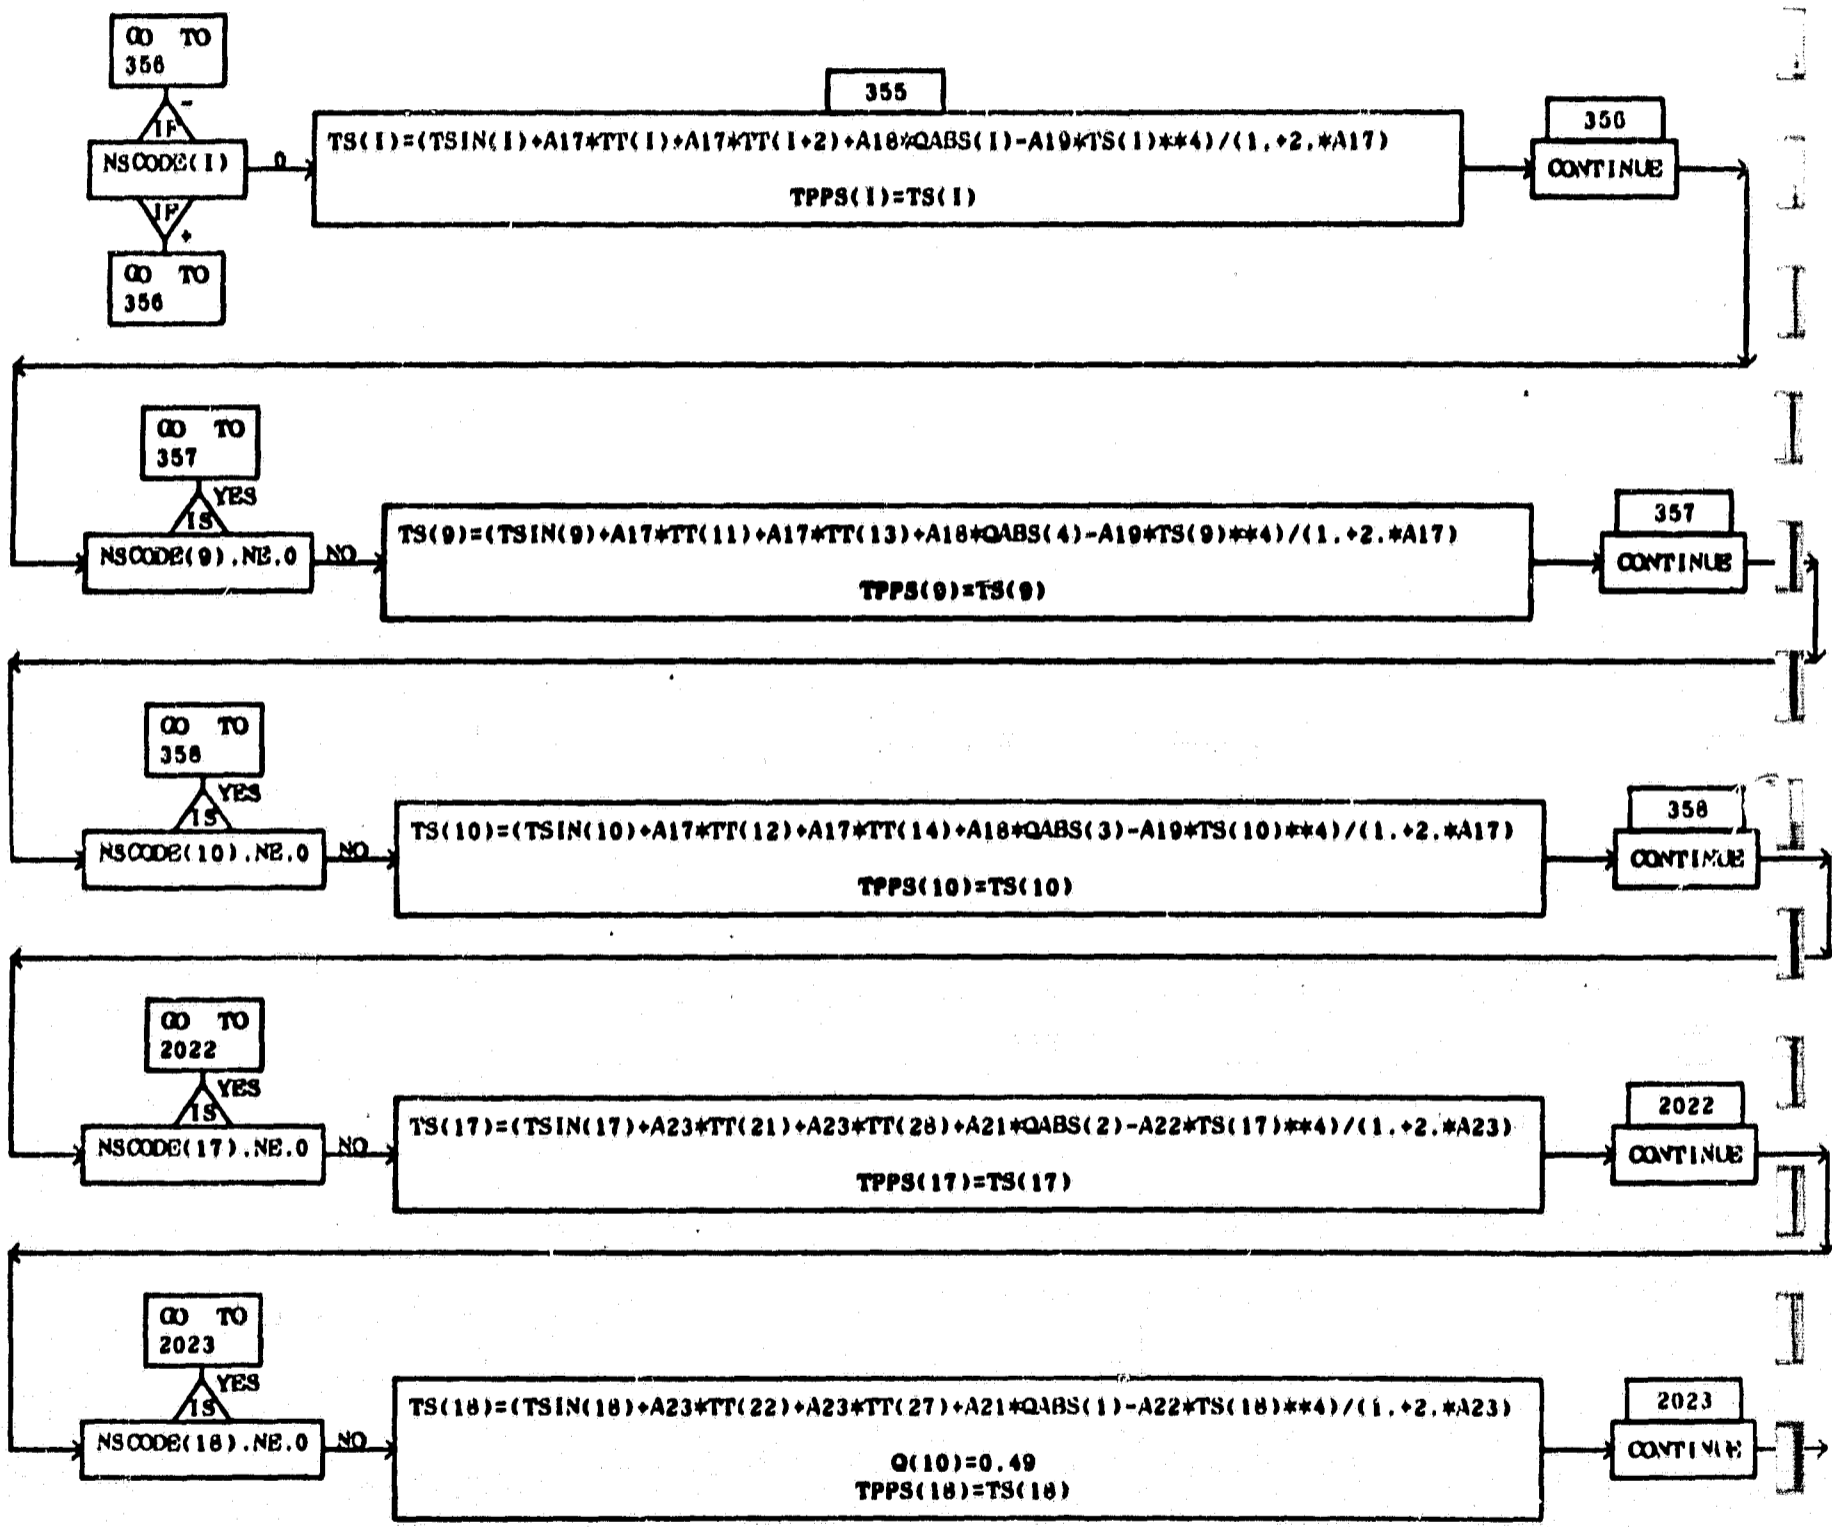 GO TO
356
IF -
NSCODE(I)
0
IF
+
GO TO
356
355
TS(I)=(TSIN(I)+A17*TT(I)+A17*TT(I+2)+A18*QABS(I)-A19*TS(I)**4)/(1.+2.*A17)
TPPS(I)=TS(I)
356
CONTINUE
GO TO
357
YES
IS
NSCODE(9).NE.0
NO
TS(9)=(TSIN(9)+A17*TT(11)+A17*TT(13)+A18*QABS(4)-A19*TS(9)**4)/(1.+2.*A17)
TPPS(9)=TS(9)
357
CONTINUE
GO TO
358
YES
IS
NSCODE(10).NE.0
NO
TS(10)=(TSIN(10)+A17*TT(12)+A17*TT(14)+A18*QABS(3)-A19*TS(10)**4)/(1.+2.*A17)
TPPS(10)=TS(10)
358
CONTINUE
GO TO
2022
YES
IS
NSCODE(17).NE.0
NO
TS(17)=(TSIN(17)+A23*TT(21)+A23*TT(28)+A21*QABS(2)-A22*TS(17)**4)/(1.+2.*A23)
TPPS(17)=TS(17)
2022
CONTINUE
GO TO
2023
YES
IS
NSCODE(18).NE.0
NO
TS(18)=(TSIN(18)+A23*TT(22)+A23*TT(27)+A21*QABS(1)-A22*TS(18)**4)/(1.+2.*A23)
Q(10)=0.49
TPPS(18)=TS(18)
2023
CONTINUE